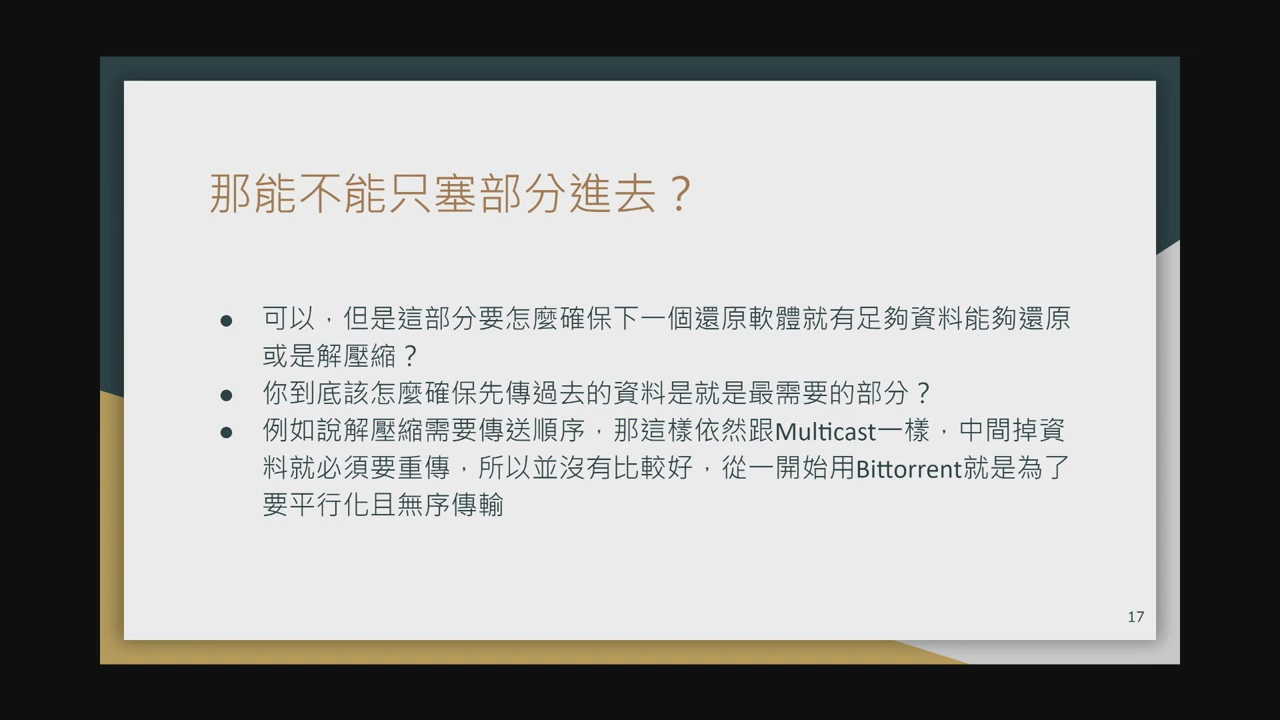 那能不能只塞部分進去？
● 可以，但是這部分要怎麼確保下一個還原軟體就有足夠資料能夠還原
或是解壓縮？
● 你到底該怎麼確保先傳過去的資料是就是最需要的部分？
● 例如說解壓縮需要傳送順序，那這樣依然跟Multicast一樣，中間掉資
料就必須要重傳，所以並沒有比較好，從一開始用Bittorrent就是為了
要平行化且無序傳輸
17